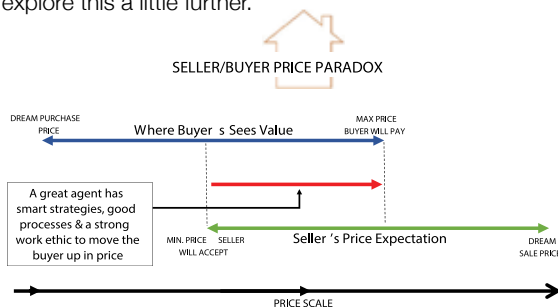 explore this a little further.
SELLER/BUYER PRICE PARADOX
DREAM PURCHASE
PRICE
Where Buyer s Sees Value
MAX PRICE
BUYER WILL PAY
A great agent has
smart strategies, good
processes & a strong
work ethic to move the
buyer up in price
MIN. PRICE SELLER
WILL ACCEPT
Seller 's Price Expectation
DREAM
SALE PRICE
PRICE SCALE